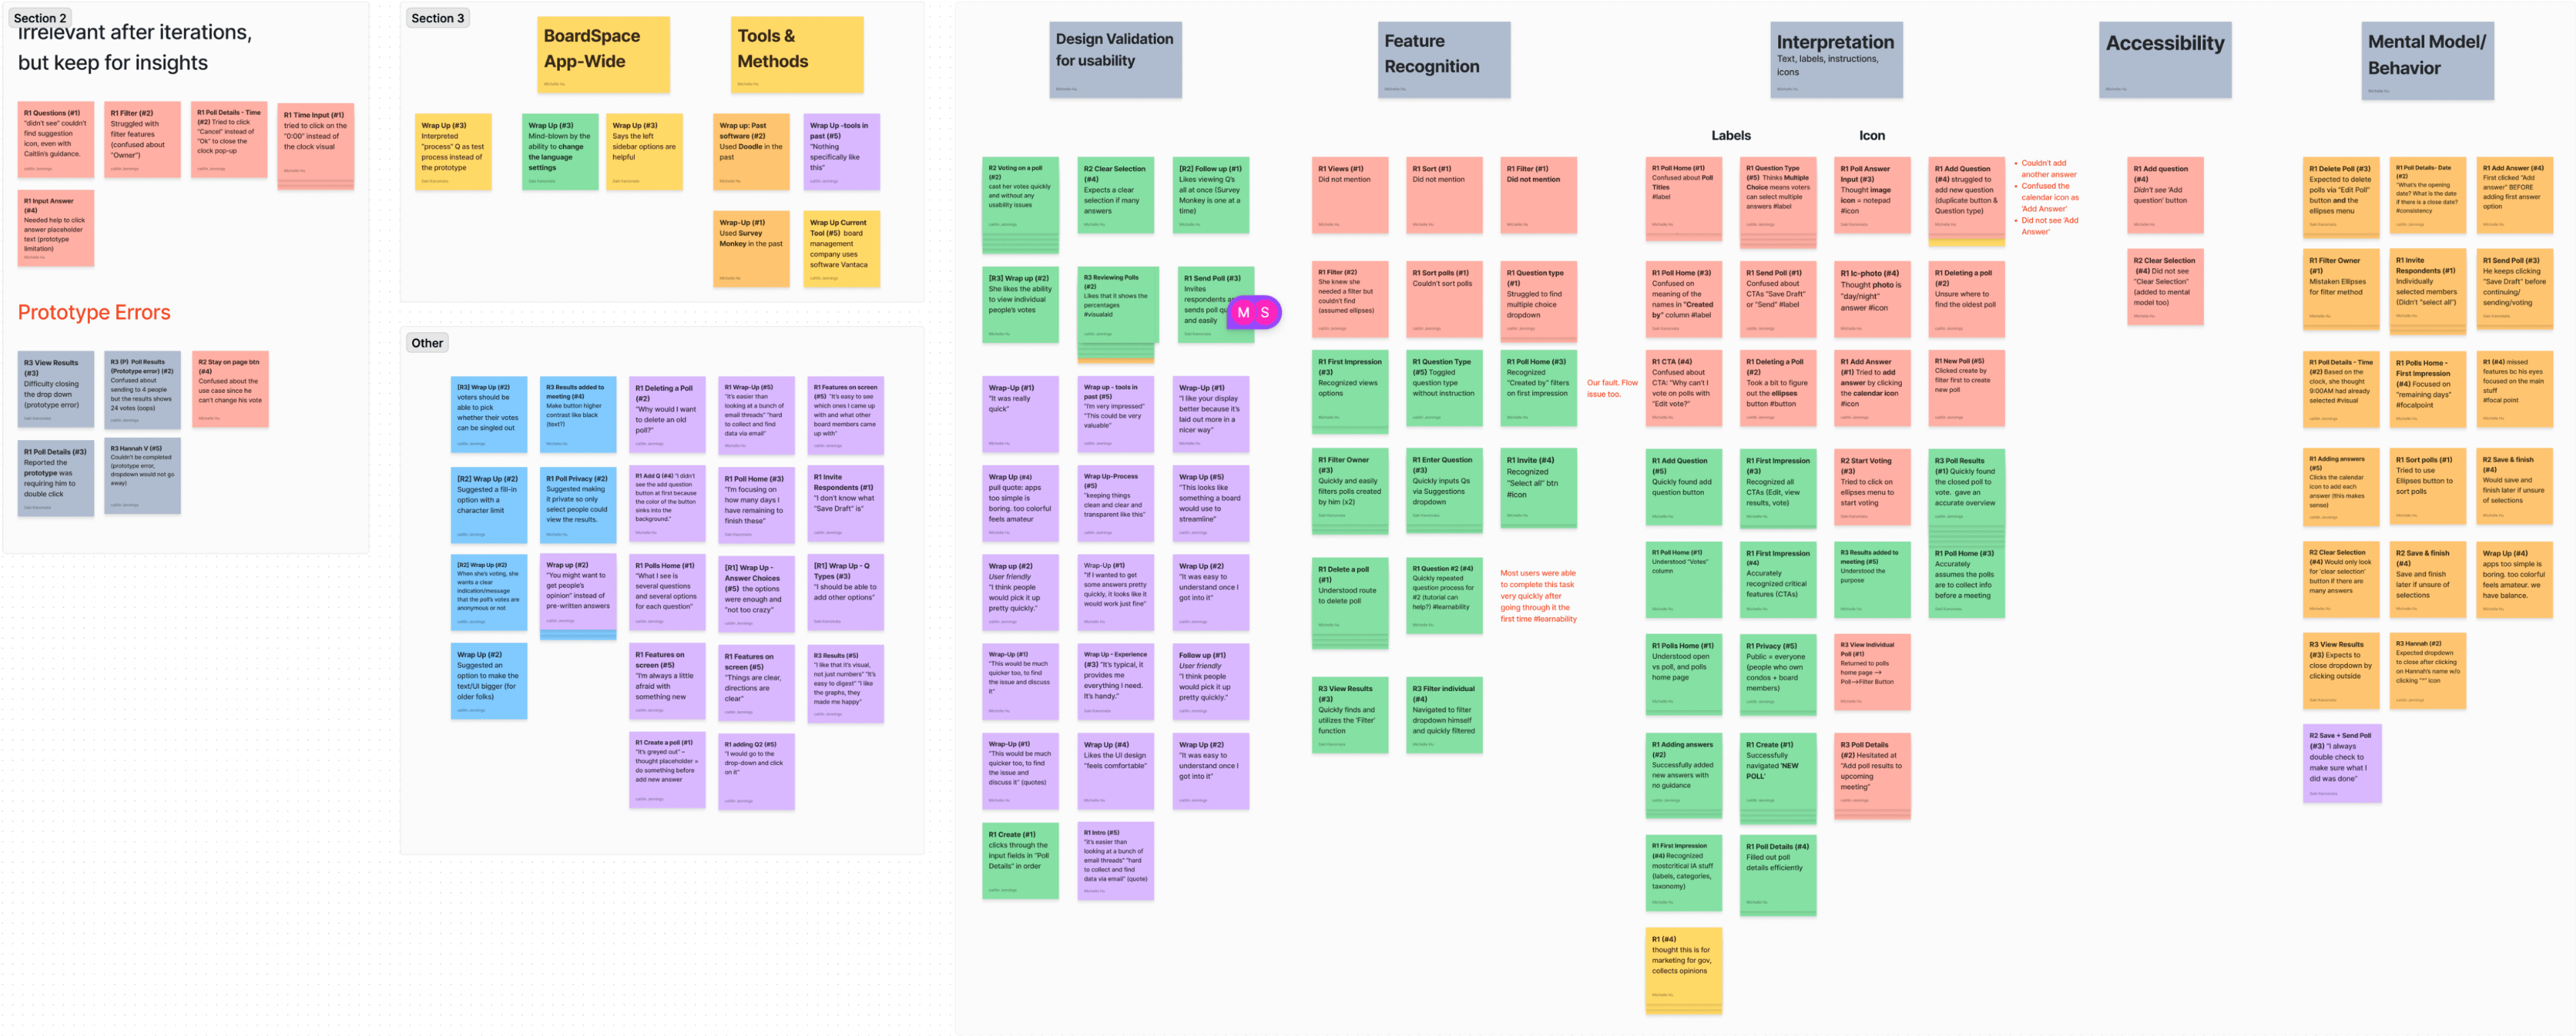 Section 2
irrelevant after iterations,
but keep for insights
R1 Questions (#1)
"didn't see" couldn't
find suggestion
icon, even with
Caitlin's guidance.
R1 Filter (#2)
Struggled with
filter features
(confused about
"Owner")
R1 Poll Details - Time
(#2) Tried to click
"Cancel" instead of
"Ok" to close the
clock pop-up
R1 Time Input (#1)
tried to click on the
"0:00" instead of
the clock visual
R1 Input Answer
(#4)
Needed help to click
answer placeholder
text (prototype
limitation)
Prototype Errors
R3 View Results
(#3)
Difficulty closing
the drop down
(prototype error)
R3 (P) Poll Results
(Prototype error) (#2)
Confused about
sending to 4 people
but the results shows
24 votes (oops)
R2 Stay on page btn
(#4)
Confused about the
use case since he
can't change his vote
R1 Poll Details (#3)
Reported the
prototype was
requiring him to
double click
R3 Hannah V (#5)
Couldn't be completed
(prototype error,
dropdown would not go
away)
Section 3
BoardSpace
App-Wide
Tools &
Methods
Wrap Up (#3)
Interpreted
"process" Q as test
process instead of
the prototype
Wrap Up (#3)
Mind-blown by the
ability to change
the language
settings
Wrap Up (#3)
Says the left
sidebar options are
helpful
Wrap up: Past
software (#2)
Used Doodle in the
past
Wrap Up -tools in
past (#5)
"Nothing
specifically like
this"
Wrap-Up (#1)
Used Survey
Monkey in the past
Wrap Up Current
Tool (#5) board
management
company uses
software Vantaca
Other
[R3] Wrap Up (#2)
voters should be
able to pick
whether their votes
can be singled out
R3 Results added to
meeting (#4)
Make button higher
contrast like black
(text?)
R1 Deleting a Poll
(#2)
"Why would I want
to delete an old
poll?"
R1 Wrap-Up (#5)
"It's easier than
looking at a bunch of
email threads" "hard
to collect and find
data via email"
R1 Features on screen
(#5) "It's easy to see
which ones I came up
with and what other
board members came
up with"
[R2] Wrap Up (#2)
Suggested a fill-in
option with a
character limit
R1 Poll Privacy (#2)
Suggested making
it private so only
select people could
view the results.
R1 Add Q (#4) "I didn't
see the add question
button at first because
the color of the button
sinks into the
background."
R1 Poll Home (#3)
"I'm focusing on
how many days I
have remaining to
finish these"
R1 Invite
Respondents (#1)
"I don't know what
"Save Draft" is"
[R2] Wrap Up (#2)
When she's voting, she
wants a clear
indication/message
that the poll's votes are
anonymous or not
Wrap up (#2)
"You might want to
get people's
opinion" instead of
pre-written answers
R1 Polls Home (#1)
"What I see is
several questions
and several options
for each question"
[R1] Wrap Up -
Answer Choices
(#5) the options
were enough and
"not too crazy"
[R1] Wrap Up - Q
Types (#3)
"I should be able to
add other options"
Wrap Up (#2)
Suggested an
option to make the
text/UI bigger (for
older folks)
R1 Features on
screen (#5)
"I'm always a little
afraid with
something new
R1 Features on
screen (#5)
"Things are clear,
directions are
clear"
R3 Results (#5)
"I like that it's visual,
not just numbers" "It's
easy to digest" "I like
the graphs, they
made me happy"
R1 Create a poll (#1)
"It's greyed out" –
thought placeholder =
do something before
add new answer
R1 adding Q2 (#5)
"I would go to the
drop-down and click
on it"
Design Validation
for usability
R2 Voting on a poll
(#2)
cast her votes quickly
and without any
usability issues
R2 Clear Selection
(#4)
Expects a clear
selection if many
answers
[R2] Follow up (#1)
Likes viewing Q's
all at once (Survey
Monkey is one at a
time)
[R3] Wrap up (#2)
She likes the ability
to view individual
people's votes
R3 Reviewing Polls
(#2)
Likes that it shows the
percentages
#visualaid
R1 Send Poll (#3)
Invites
respondents
sends poll
and easily
M S
Wrap-Up (#1)
"It was really
quick"
Wrap up - tools in
past (#5)
"I'm very impressed"
"This could be very
valuable"
Wrap-Up (#1)
"I like your display
better because it's
laid out more in a
nicer way"
Wrap Up (#4)
pull quote: apps
too simple is
boring. too colorful
feels amateur
Wrap Up-Process
(#5)
"keeping things
clean and clear and
transparent like this"
Wrap Up (#5)
"This looks like
something a board
would use to
streamline"
Wrap up (#2)
User friendly
"I think people
would pick it up
pretty quickly."
Wrap-Up (#1)
"If I wanted to get
some answers pretty
quickly, it looks like it
would work just fine"
Wrap Up (#2)
"It was easy to
understand once I
got into it"
Wrap-Up (#1)
"This would be much
quicker too, to find
the issue and discuss
it"
Wrap Up - Experience
(#3) "It's typical, it
provides me
everything I need.
It's handy."
Follow up (#1)
User friendly
"I think people
would pick it up
pretty quickly."
Wrap-Up (#1)
"This would be much
quicker too, to find
the issue and
discuss it" (quotes)
Wrap Up (#4)
Likes the UI design
"feels comfortable"
Wrap Up (#2)
"It was easy to
understand once I
got into it"
R1 Create (#1)
clicks through the
input fields in "Poll
Details" in order
R1 Intro (#5)
"it's easier than
looking at a bunch of
email threads" "hard
to collect and find
data via email" (quote)
Feature
Recognition
R1 Views (#1)
Did not mention
R1 Sort (#1)
Did not mention
R1 Filter (#1)
Did not mention
R1 Filter (#2)
She knew she
needed a filter but
couldn't find
(assumed ellipses)
R1 Sort polls (#1)
Couldn't sort polls
R1 Question type
(#1)
Struggled to find
multiple choice
dropdown
R1 First Impression
(#3)
Recognized views
options
R1 Question Type
(#5) Toggled
question type
without instruction
R1 Poll Home (#3)
Recognized
"Created by" filters
on first impression
Our fault. Flow
issue too.
R1 Filter Owner
(#3)
Quickly and easily
filters polls created
by him (x2)
R1 Enter Question
(#3)
Quickly inputs Qs
via Suggestions
dropdown
R1 Invite (#4)
Recognized
"Select all" btn
#icon
R1 Delete a poll
(#1)
Understood route
to delete poll
R1 Question #2 (#4)
Quickly repeated
question process for
#2 (tutorial can
help?) #learnability
Most users were able
to complete this task
very quickly after
going through it the
first time #learnability
R3 View Results
(#3)
Quickly finds and
utilizes the 'Filter'
function
R3 Filter individual
(#4)
Navigated to filter
dropdown himself
and quickly filtered
Interpretation
Text, labels, instructions,
icons
Labels
Icon
R1 Poll Home (#1)
Confused about Poll
Titles
#label
R1 Question Type
(#5) Thinks Multiple
Choice means voters
can select multiple
answers #label
R1 Poll Answer
Input (#3)
Thought image
icon = notepad
#icon
R1 Add Question
(#4) struggled to
add new question
(duplicate button &
Question type)
• Couldn't add
another answer
• Confused the
calendar icon as
'Add Answer'
• Did not see 'Add
Answer'
R1 Poll Home (#3)
Confused on
meaning of the
names in "Created
by" column #label
R1 Send Poll (#1)
Confused about
CTAs "Save Draft"
or "Send" #label
R1 Ic-photo (#4)
Thought photo is
"day/night"
answer #icon
R1 Deleting a poll
(#2)
Unsure where to
find the oldest poll
R1 CTA (#4)
Confused about
CTA: "Why can't I
vote on polls with
"Edit vote?"
R1 Deleting a Poll
(#2)
Took a bit to figure
out the ellipses
button #button
R1 Add Answer
(#1) Tried to add
answer by clicking
the calendar icon
#icon
R1 New Poll (#5)
Clicked create by
filter first to create
new poll
R1 Add Question
(#5)
Quickly found add
question button
R1 First Impression
(#3)
Recognized all
CTAs (Edit, view
results, vote)
R2 Start Voting
(#3)
Tried to click on
ellipses menu to
start voting
R3 Poll Results
(#1) Quickly found
the closed poll to
vote. gave an
accurate overview
R1 Poll Home (#1)
Understood "Votes"
column
R1 First Impression
(#4)
Accurately
recognized critical
features (CTAs)
R3 Results added to
meeting (#5)
Understood the
purpose
R1 Poll Home (#3)
Accurately
assumes the polls
are to collect info
before a meeting
R1 Polls Home (#1)
Understood open
vs poll, and polls
home page
R1 Privacy (#5)
Public = everyone
(people who own
condos + board
members)
R3 View Individual
Poll (#1)
Returned to polls
home page →
Poll→Filter Button
R1 Adding answers
(#2)
Successfully added
new answers with
no guidance
R1 Create (#1)
Successfully
navigated 'NEW
POLL'
R3 Poll Details
(#2) Hesitated at
"Add poll results to
upcoming
meeting"
R1 First Impression
(#4) Recognized
mostcritical IA stuff
(labels, categories,
taxonomy)
R1 Poll Details (#4)
Filled out poll
details efficiently
R1 (#4)
thought this is for
marketing for gov,
collects opinions
Accessibility
R1 Add question
(#4)
Didn't see 'Add
question' button
R2 Clear Selection
(#4) Did not see
"Clear Selection"
(added to mental
model too)
Mental Model/
Behavior
R1 Delete Poll (#3)
Expected to delete
polls via "Edit Poll"
button and the
ellipses menu
R1 Poll Details- Date
(#2)
"What's the opening
date? What is the date
if there is a close date?
#consistency
R1 Add Answer (#4)
First clicked "Add
answer" BEFORE
adding first answer
option
R1 Filter Owner
(#1)
Mistaken Ellipses
for filter method
R1 Invite
Respondents (#1)
Individually
selected members
(Didn't "select all")
R1 Send Poll (#3)
He keeps clicking
"Save Draft" before
continuing/
sending/voting
R1 Poll Details - Time
(#2) Based on the
clock, she thought
9:00AM had already
selected #visual
R1 Polls Home -
First Impression
(#4) Focused on
"remaining days"
#focalpoint
R1 (#4) missed
features bc his eyes
focused on the main
stuff
#focal point
R1 Adding answers
(#5)
Clicks the calendar
icon to add each
answer (this makes
sense)
R1 Sort polls (#1)
Tried to use
Ellipses button to
sort polls
R2 Save & finish
(#4)
Would save and
finish later if unsure
of selections
R2 Clear Selection
(#4) Would only look
for 'clear selection'
button if there are
many answers
R2 Save & finish
(#4)
Save and finish
later if unsure of
selections
Wrap Up (#4)
apps too simple is
boring. too colorful
feels amateur. we
have balance.
R3 View Results
(#3) Expects to
close dropdown by
clicking outside
R3 Hannah (#2)
Expected dropdown
to close after clicking
on Hannah's name w/o
clicking "^" icon
R2 Save + Send Poll
(#3) "I always
double check to
make sure what I
did was done"